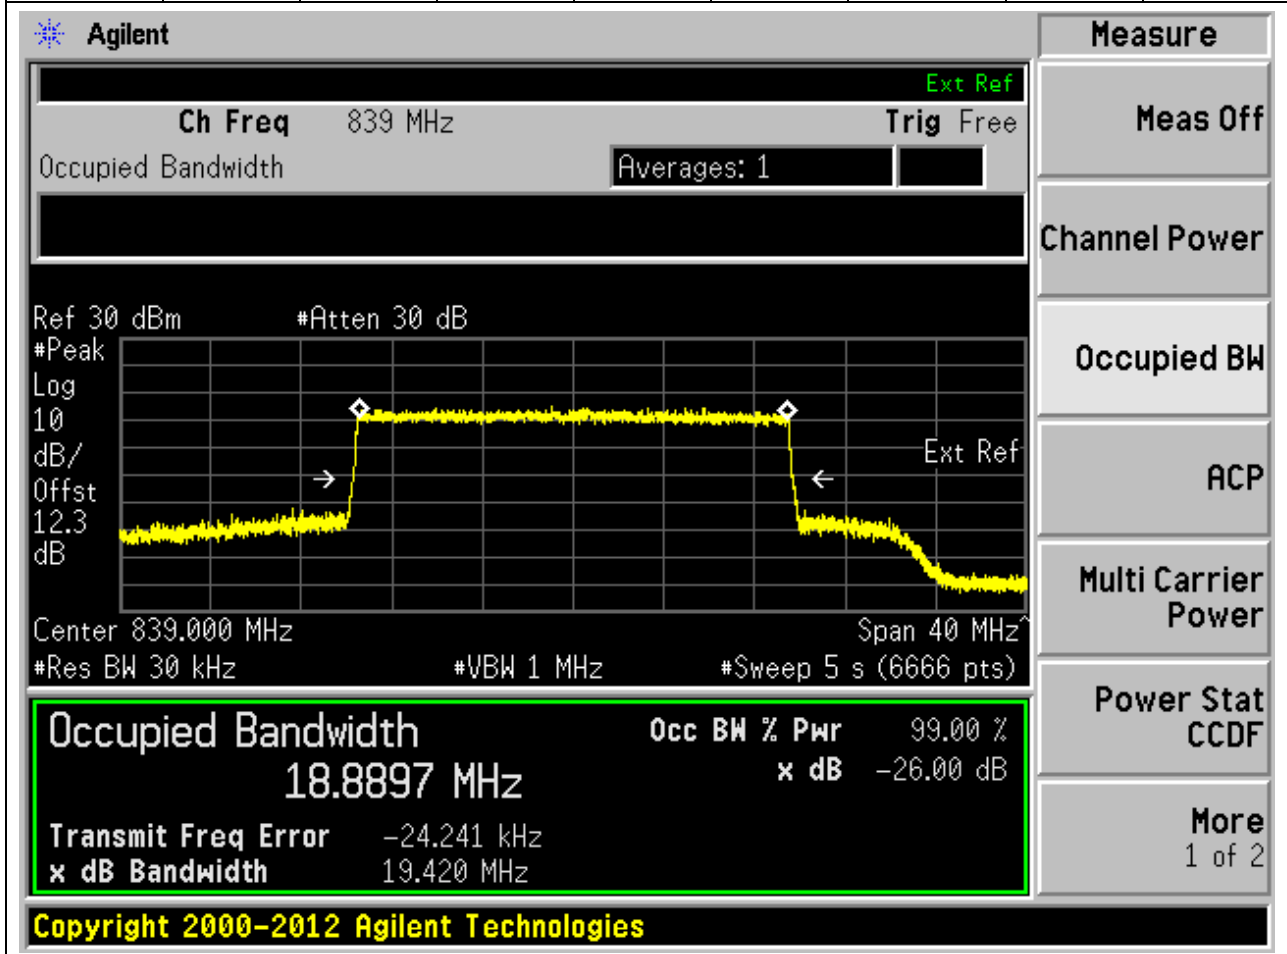 Agilent
Measure
Ext Ref
Ch Freq 839 MHz Trig Free
Meas Off
Occupied Bandwidth Averages: 1
Channel Power
Ref 30 dBm #Atten 30 dB
#Peak
Log
10
dB/
Offst
12.3
dB
Ext Ref
Occupied BW
ACP
Center 839.000 MHz Span 40 MHz^
#Res BW 30 kHz #VBW 1 MHz #Sweep 5 s (6666 pts)
Multi Carrier
Power
Occupied Bandwidth Occ BW % Pwr 99.00 %
18.8897 MHz x dB -26.00 dB
Transmit Freq Error -24.241 kHz
x dB Bandwidth 19.420 MHz
Power Stat
CCDF
More
1 of 2
Copyright 2000-2012 Agilent Technologies